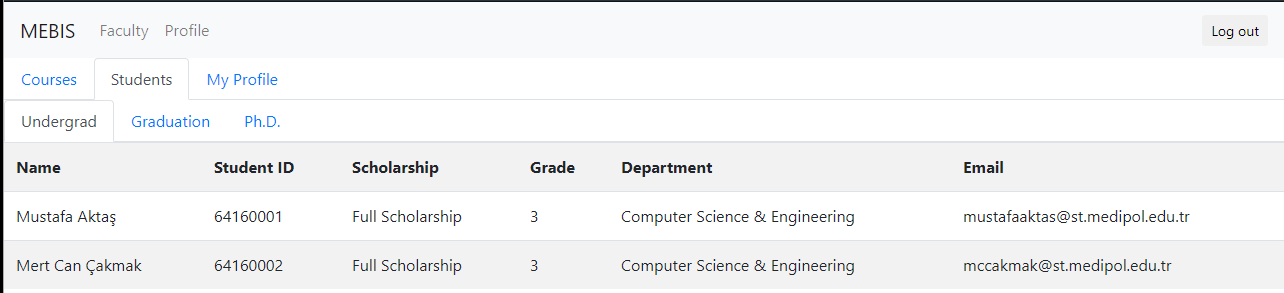 MEBIS Faculty Profile Log out
Courses Students My Profile
Undergrad Graduation Ph.D.
Name Student ID Scholarship Grade Department Email
Mustafa Aktaş 64160001 Full Scholarship 3 Computer Science & Engineering mustafaaktas@st.medipol.edu.tr
Mert Can Çakmak 64160002 Full Scholarship 3 Computer Science & Engineering mccakmak@st.medipol.edu.tr